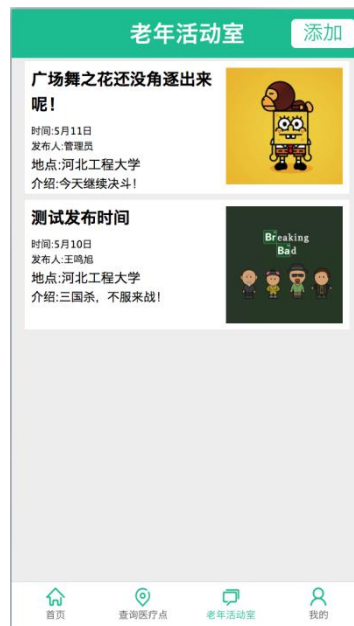 老年活动室
添加
广场舞之花还没角逐出来
呢！
时间:5月11日
发布人:管理员
地点:河北工程大学
介绍:今天继续决斗！
测试发布时间
时间:5月10日
发布人:王鸣旭
地点:河北工程大学
介绍:三国杀，不服来战！
Breaking
Bad
首页
查询医疗点
老年活动室
我的